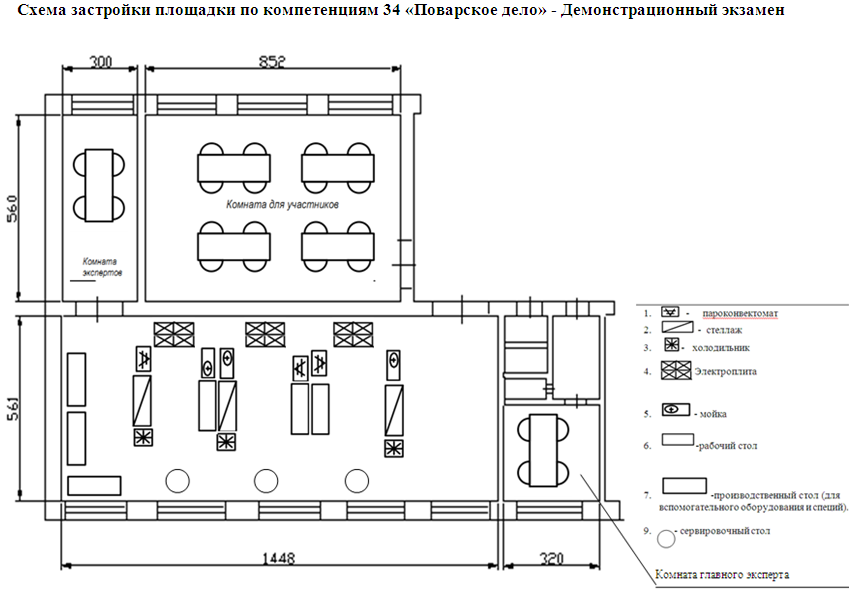 Схема застройки площадки по компетенциям 34 «Поварское дело» - Демонстрационный экзамен
300
852
560
Комната для участников
Комната
экспертов
561
1448
320
1. - пароконвектомат
2. - стеллаж
3. - холодильник
4. Электроплита
5. - мойка
6. -рабочий стол
7. -производственный стол (для
вспомогательного оборудования и специй).
9. - сервировочный стол
Комната главного эксперта